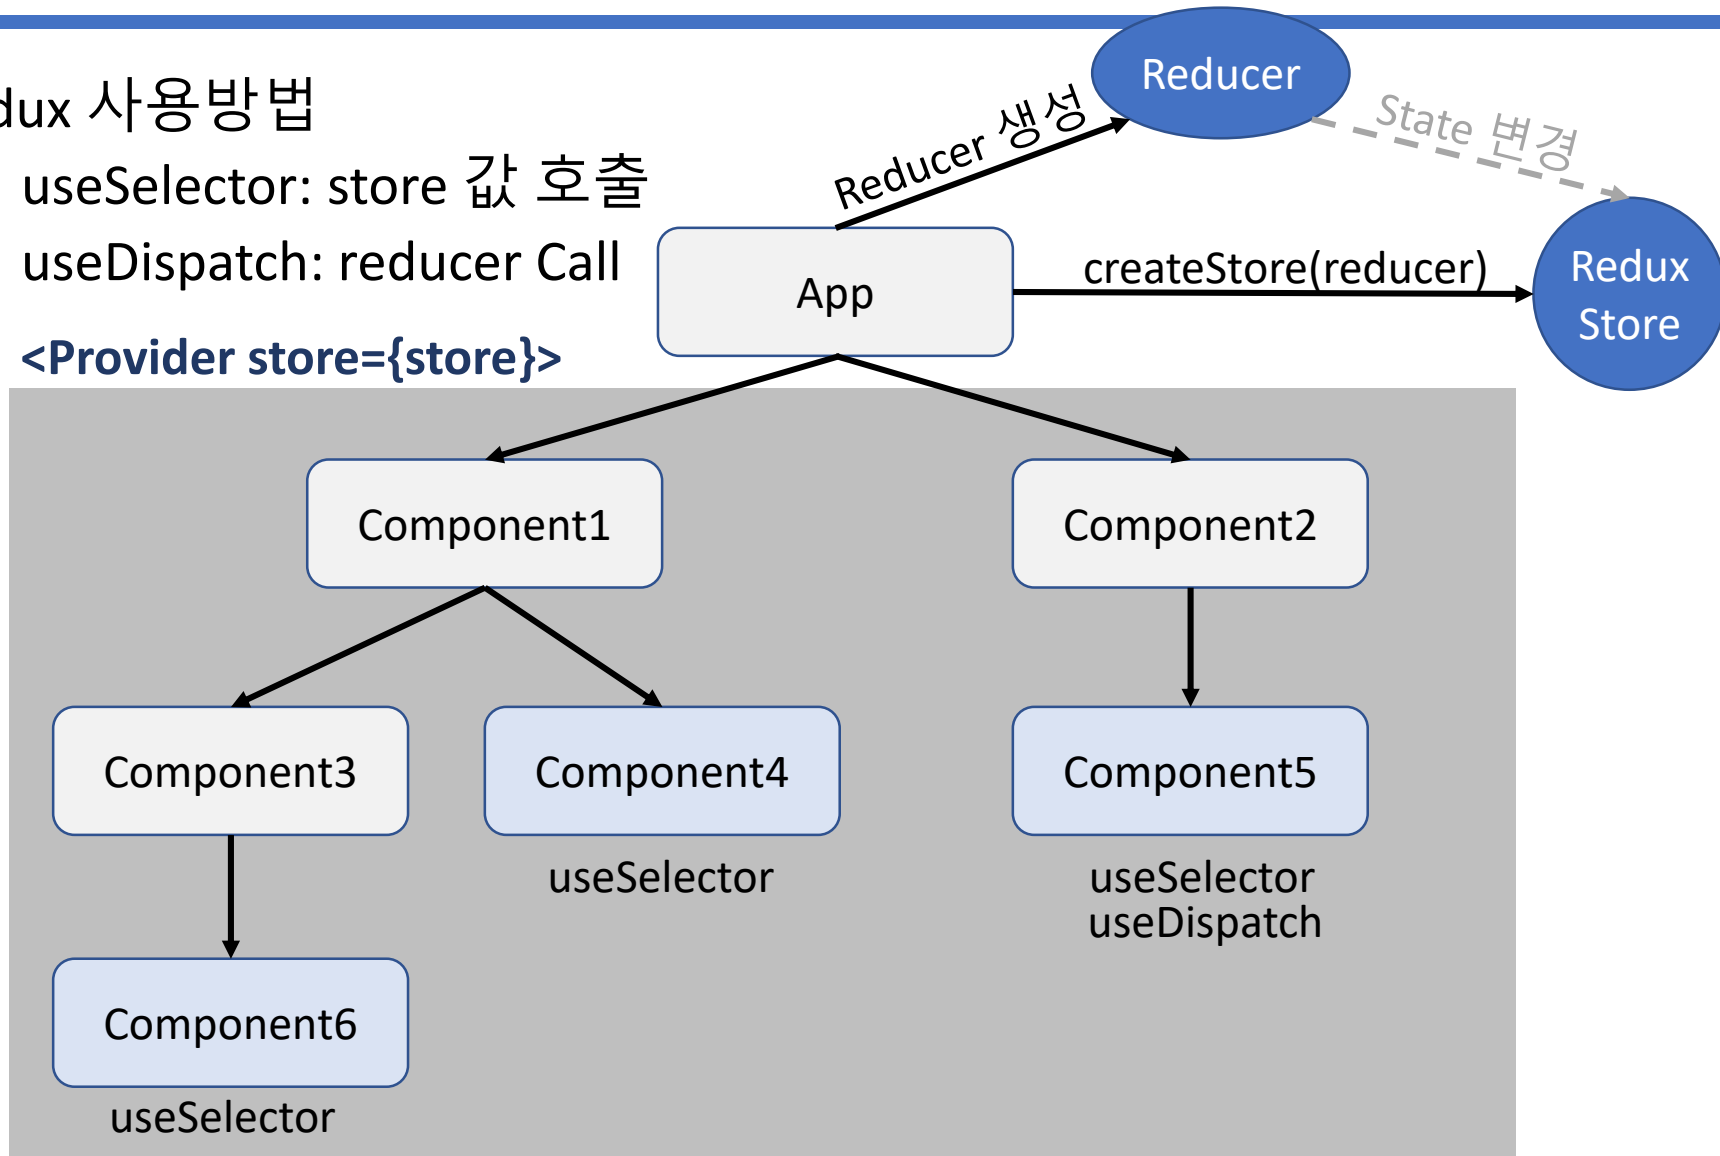 dux 사용방법
useSelector: store 값 호출
useDispatch: reducer Call
<Provider store={store}>
Reducer
Reducer 생성
State 변경
App
createStore(reducer)
Redux
Store
Component1
Component2
Component3
Component4
Component5
useSelector
useSelector
useDispatch
Component6
useSelector